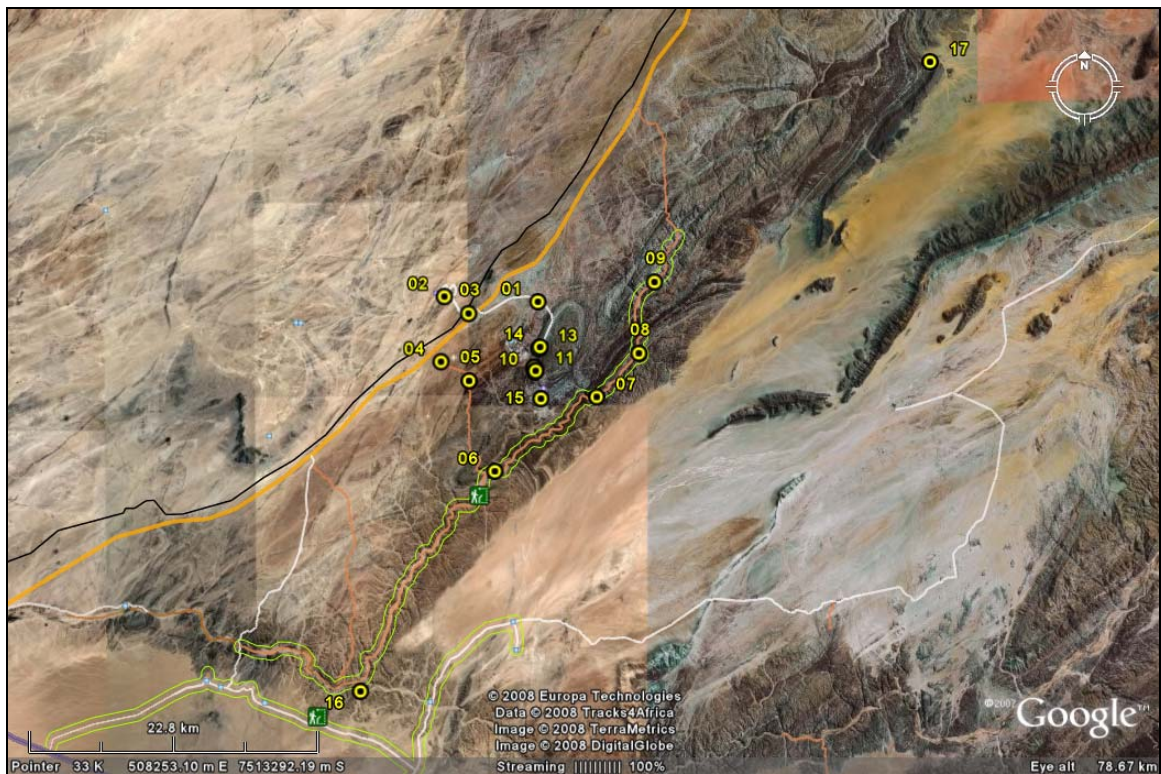 17
N
09
02 03 01
08
14 13
04 05 10 11
15 07
06
16
22.8 km
© 2008 Europa Technologies
Data © 2008 Tracks4Africa
Image © 2008 TerraMetrics
Image © 2008 DigitalGlobe
©2007 Google™
Pointer 33 K 508253.10 m E 7513292.19 m S Streaming 100% Eye alt 78.67 km